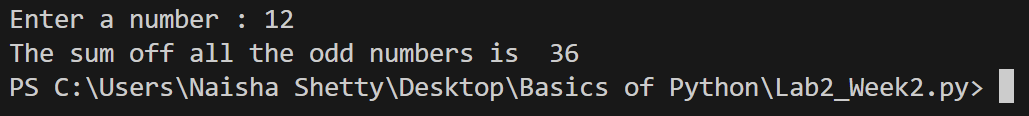 Enter a number : 12
The sum off all the odd numbers is  36
PS C:\Users\Naisha Shetty\Desktop\Basics of Python\Lab2_Week2.py>